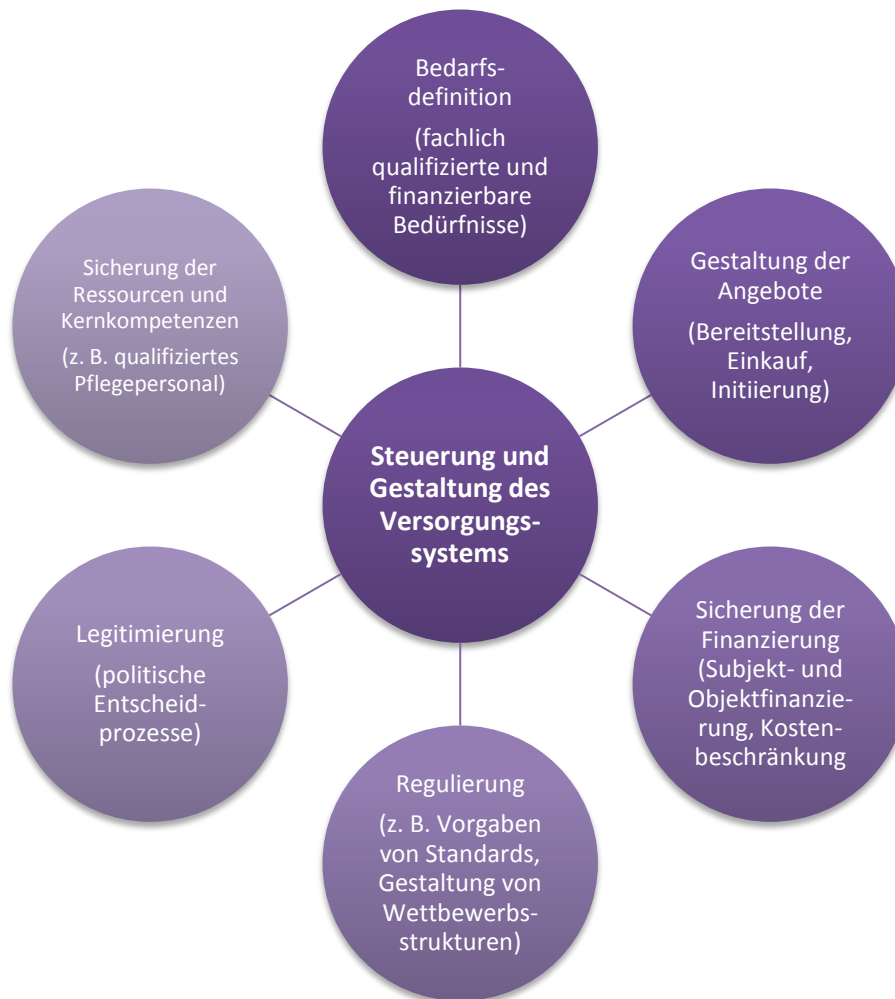 Bedarfs-
definition
(fachlich
qualifizierte und
finanzierbare
Bedürfnisse)
Gestaltung der
Angebote
(Bereitstellung,
Einkauf,
Initiierung)
Sicherung der
Finanzierung
(Subjekt- und
Objektfinanzie-
rung, Kosten-
beschränkung
Regulierung
(z. B. Vorgaben
von Standards,
Gestaltung von
Wettbewerbs-
strukturen)
Legitimierung
(politische
Entscheid-
prozesse)
Sicherung der
Ressourcen und
Kernkompetenzen
(z. B. qualifiziertes
Pflegepersonal)
Steuerung und
Gestaltung des
Versorgungs-
systems